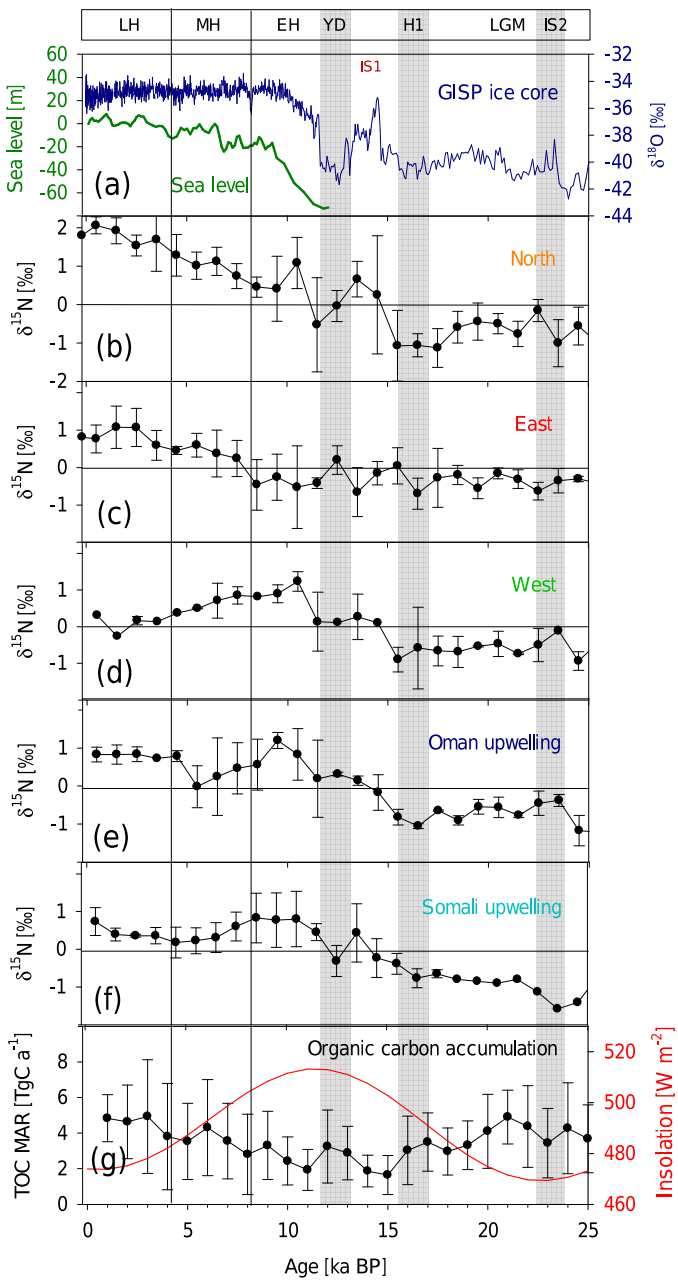 LH MH EH YD H1 LGM IS2
60 40 20 0 -20 -40 -60
Sea level [m]
IS1
GISP ice core
Sea level
(a)
-32 -34 -36 -38 -40 -42 -44
δ18O [‰]
2 1 0 -1 -2
δ15N [‰]
North
(b)
1 0 -1
δ15N [‰]
East
(c)
1 0 -1
δ15N [‰]
West
(d)
1 0 -1
δ15N [‰]
Oman upwelling
(e)
1 0 -1
δ15N [‰]
Somali upwelling
(f)
8 6 4 2 0
TOC MAR [TgC a-1]
Organic carbon accumulation
(g)
520 500 480 460
Insolation [W m-2]
0 5 10 15 20 25
Age [ka BP]